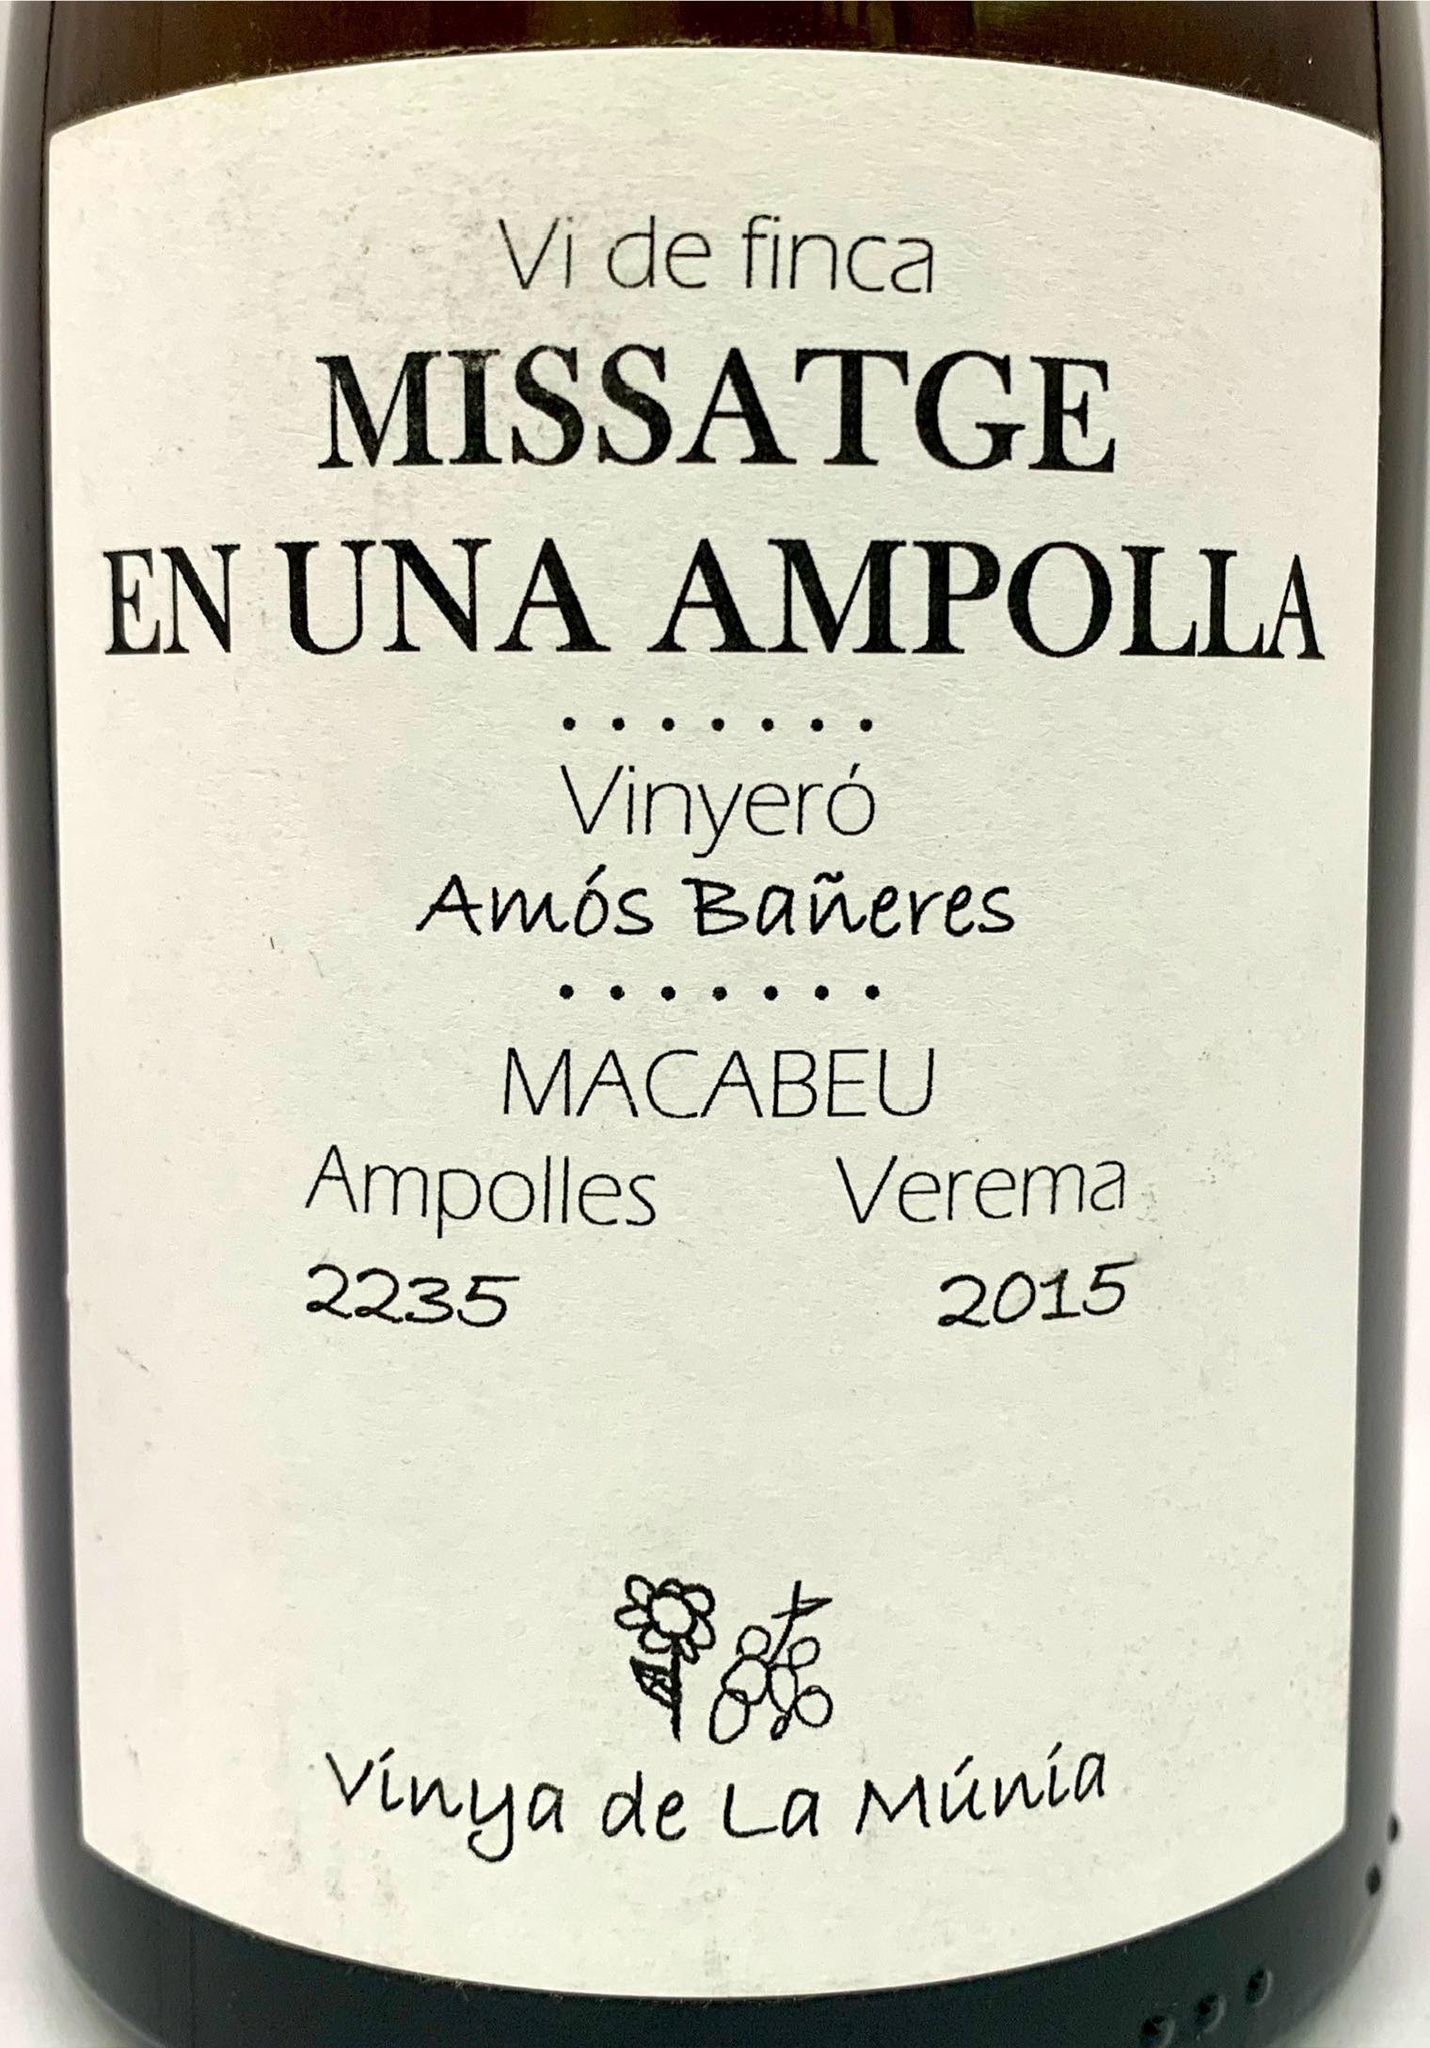 Vi de finca
MISSATGE
EN UNA AMPOLLA
Vinyeró
Amós Bañeres
MACABEU
Ampolles Verema
2235 2015
Vinya de La Múnia